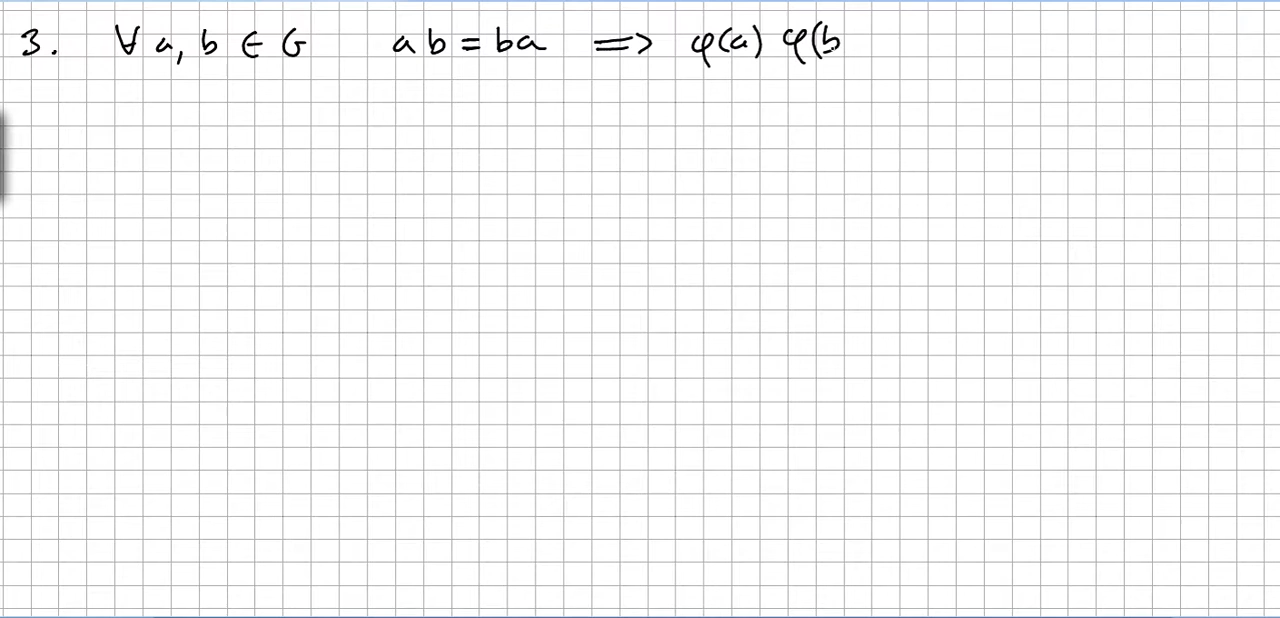 3. ∀ a, b ∈ G ab = ba => φ(a) φ(b